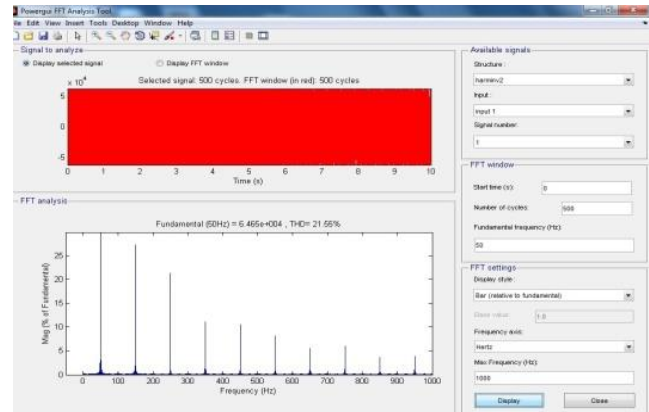 Powergui FFT Analysis Tool
File Edit View Insert Tools Desktop Window Help
Signal to analyze
Display selected signal
Display FFT window
x 10^4
Selected signal: 500 cycles. FFT window (in red): 500 cycles
5
0
-5
0 1 2 3 4 5 6 7 8 9 10
Time (s)
FFT analysis
Fundamental (50Hz) = 6.465e+004 , THD= 21.56%
25
20
15
10
5
0
Mag (% of Fundamental)
0 100 200 300 400 500 600 700 800 900 1000
Frequency (Hz)
Available signals
Structure :
harminv2
Input :
input 1
Signal number:
1
FFT window
Start time (s):
0
Number of cycles:
500
Fundamental frequency (Hz):
50
FFT settings
Display style :
Bar (relative to fundamental)
Base value:
1.0
Frequency axis:
Hertz
Max Frequency (Hz):
1000
Display
Close